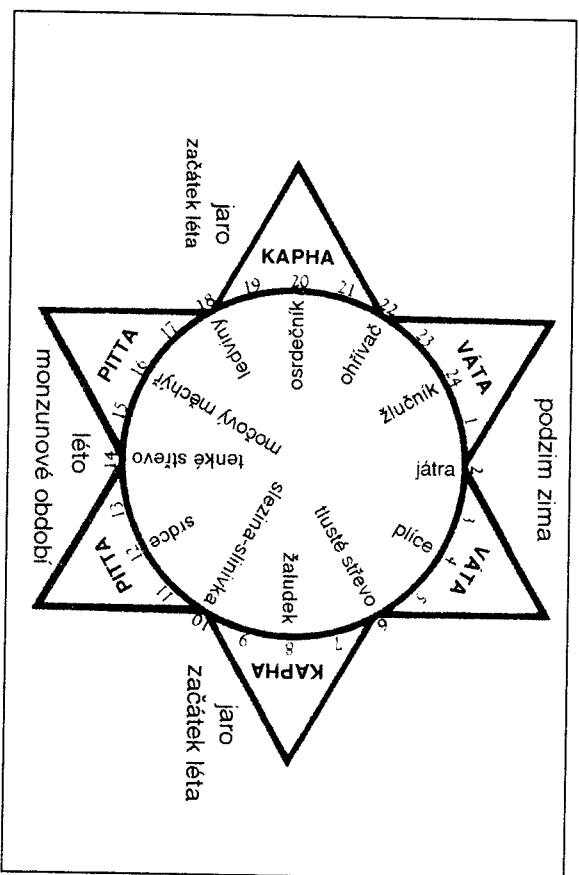 jaro
začátek léta
KAPHA
18
19
20
21
22
ledviny
osrdečník
ohřívač
PITTA
17
16
15
14
močový měchýř
tenké střevo
VÁTA
23
24
1
2
žlučník
játra
podzim zima
monzunové období
léto
PITTA
13
12
11
10
srdce
slezina-slinivka
VÁTA
3
4
5
6
plíce
tlusté střevo
žaludek
9
8
7
KAPHA
jaro
začátek léta